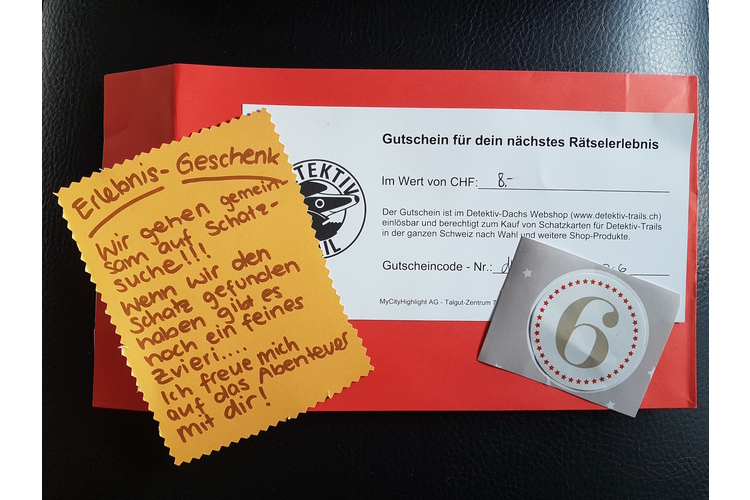 Erlebnis- Geschenk
Wir gehen gemein-
sam auf Schatz-
suche!!!
Wenn wir den
Schatz gefunden
haben gibt es
noch ein feines
Zvieri....
Ich freue mich
auf das Abenteuer
mit dir!
DETEKTIV
Gutschein für dein nächstes Rätselerlebnis
Im Wert von CHF: 8.-
Der Gutschein ist im Detektiv-Dachs Webshop (www.detektiv-trails.ch)
einlösbar und berechtigt zum Kauf von Schatzkarten für Detektiv-Trails
in der ganzen Schweiz nach Wahl und weitere Shop-Produkte.
Gutscheincode - Nr.:
MyCityHighlight AG - Talgut-Zentrum
6